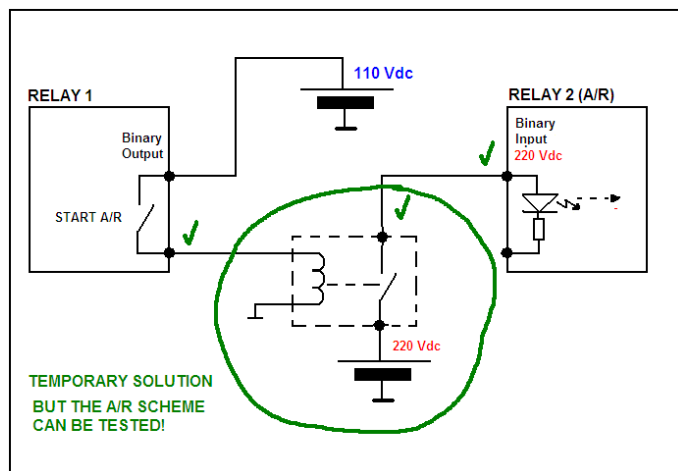 110 Vdc
RELAY 1
RELAY 2 (A/R)
Binary
Output
Binary
Input
220 Vdc
START A/R
220 Vdc
TEMPORARY SOLUTION
BUT THE A/R SCHEME
CAN BE TESTED!